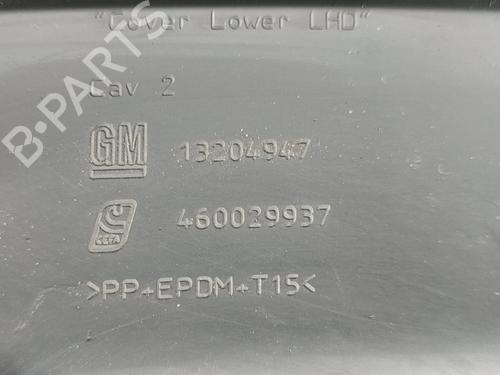 "Cover Lower LHD"
Cav 2
GM 13204947
460029937
>PP+EPDM+T15<
B-PARTS